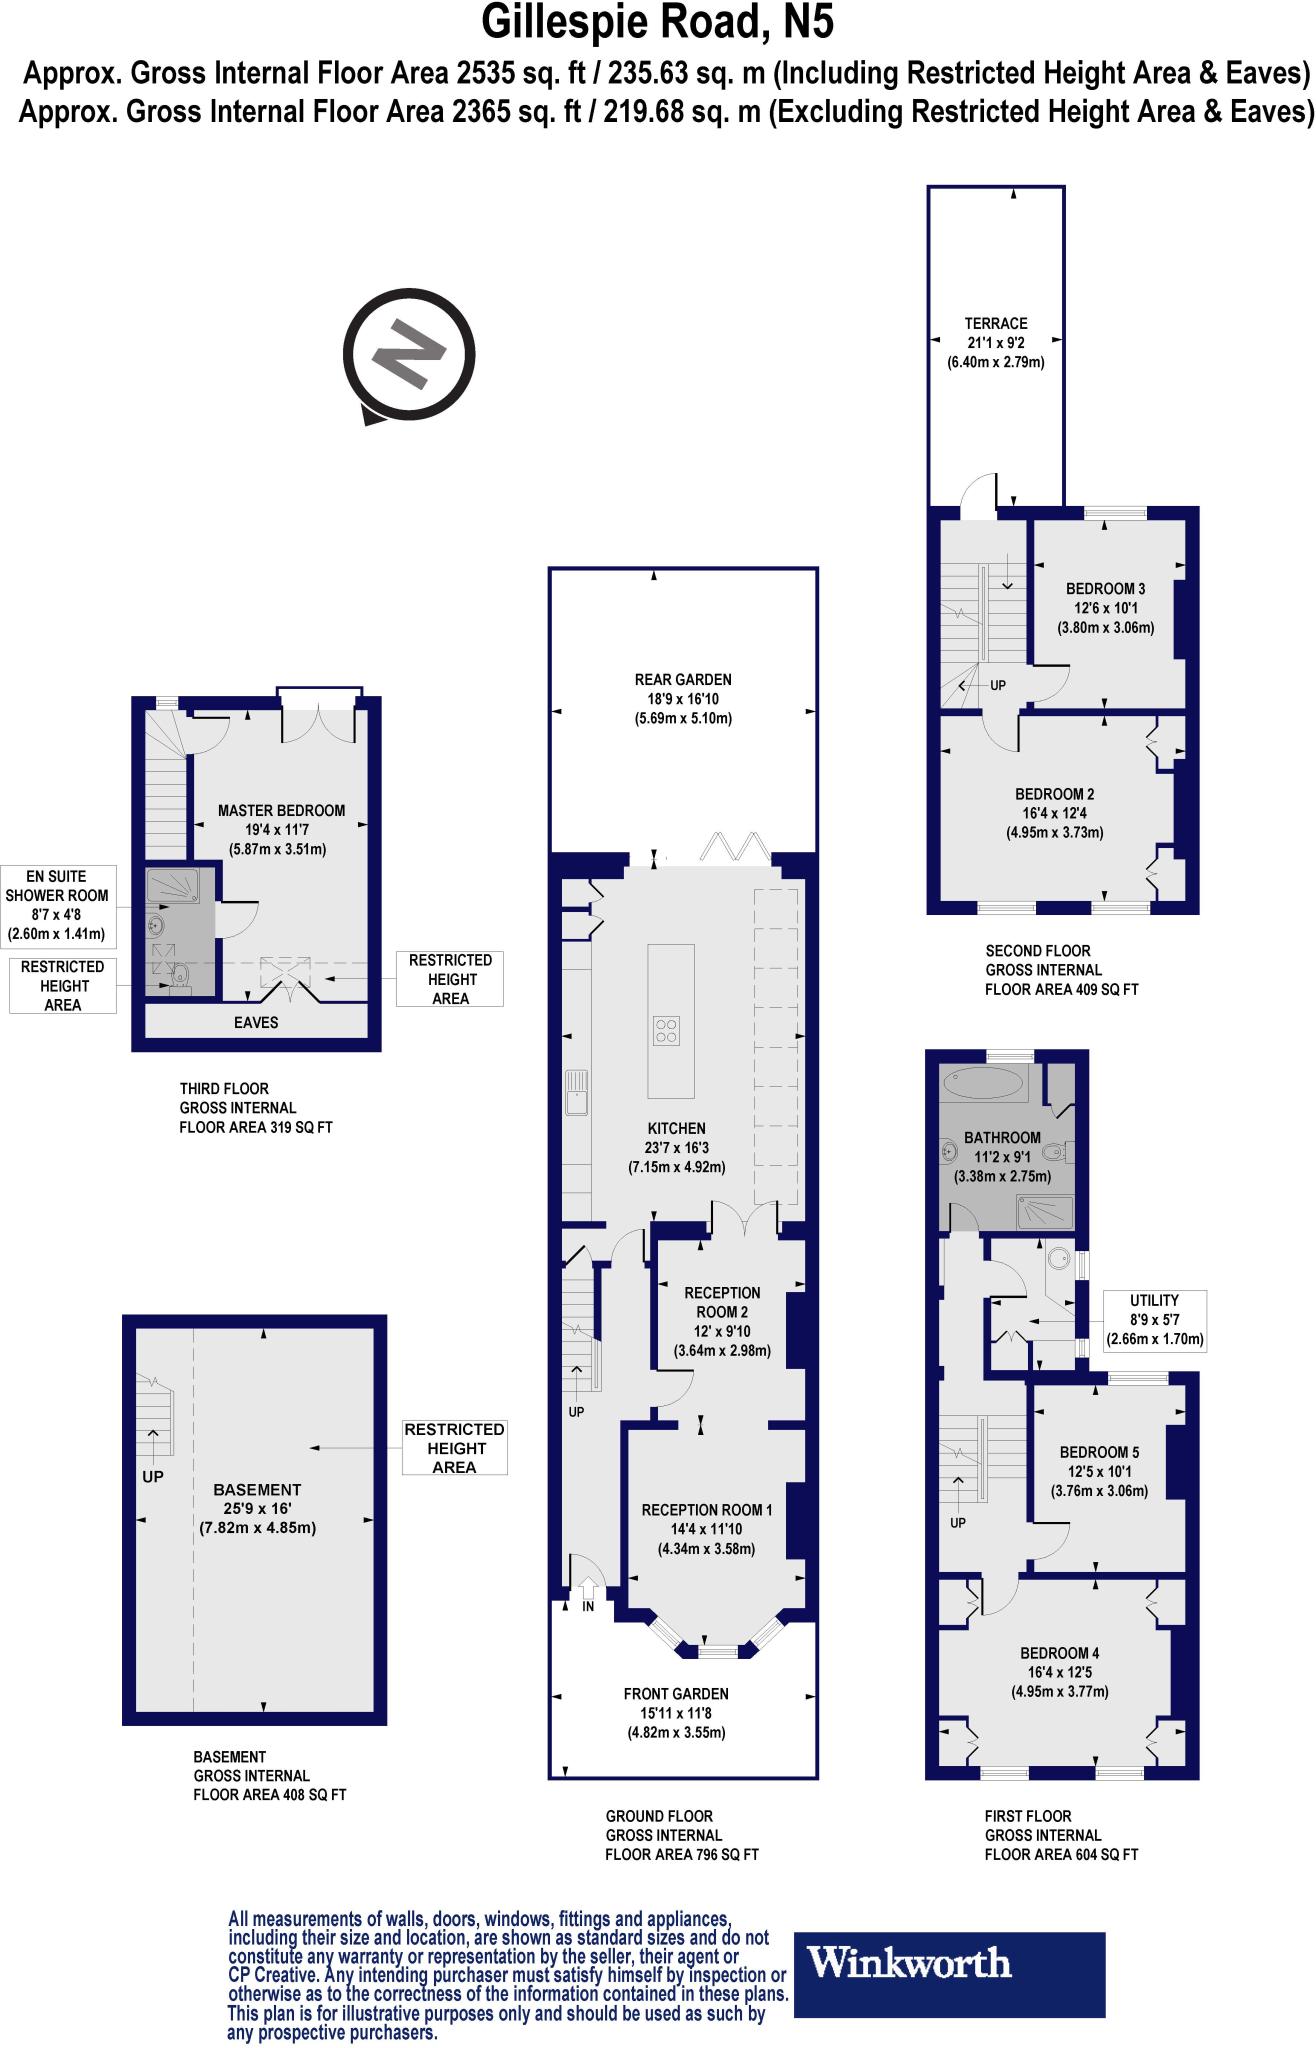 Gillespie Road, N5
Approx. Gross Internal Floor Area 2535 sq. ft / 235.63 sq. m (Including Restricted Height Area & Eaves)
Approx. Gross Internal Floor Area 2365 sq. ft / 219.68 sq. m (Excluding Restricted Height Area & Eaves)
N
TERRACE
21'1 x 9'2
(6.40m x 2.79m)
BEDROOM 3
12'6 x 10'1
(3.80m x 3.06m)
UP
BEDROOM 2
16'4 x 12'4
(4.95m x 3.73m)
SECOND FLOOR
GROSS INTERNAL
FLOOR AREA 409 SQ FT
REAR GARDEN
18'9 x 16'10
(5.69m x 5.10m)
MASTER BEDROOM
19'4 x 11'7
(5.87m x 3.51m)
EN SUITE
SHOWER ROOM
8'7 x 4'8
(2.60m x 1.41m)
RESTRICTED
HEIGHT
AREA
RESTRICTED
HEIGHT
AREA
EAVES
THIRD FLOOR
GROSS INTERNAL
FLOOR AREA 319 SQ FT
KITCHEN
23'7 x 16'3
(7.15m x 4.92m)
RECEPTION
ROOM 2
12' x 9'10
(3.64m x 2.98m)
UP
RECEPTION ROOM 1
14'4 x 11'10
(4.34m x 3.58m)
IN
FRONT GARDEN
15'11 x 11'8
(4.82m x 3.55m)
GROUND FLOOR
GROSS INTERNAL
FLOOR AREA 796 SQ FT
BATHROOM
11'2 x 9'1
(3.38m x 2.75m)
UTILITY
8'9 x 5'7
(2.66m x 1.70m)
BEDROOM 5
12'5 x 10'1
(3.76m x 3.06m)
UP
BEDROOM 4
16'4 x 12'5
(4.95m x 3.77m)
FIRST FLOOR
GROSS INTERNAL
FLOOR AREA 604 SQ FT
RESTRICTED
HEIGHT
AREA
UP
BASEMENT
25'9 x 16'
(7.82m x 4.85m)
BASEMENT
GROSS INTERNAL
FLOOR AREA 408 SQ FT
All measurements of walls, doors, windows, fittings and appliances,
including their size and location, are shown as standard sizes and do not
constitute any warranty or representation by the seller, their agent or
CP Creative. Any intending purchaser must satisfy himself by inspection or
otherwise as to the correctness of the information contained in these plans.
This plan is for illustrative purposes only and should be used as such by
any prospective purchasers.
Winkworth